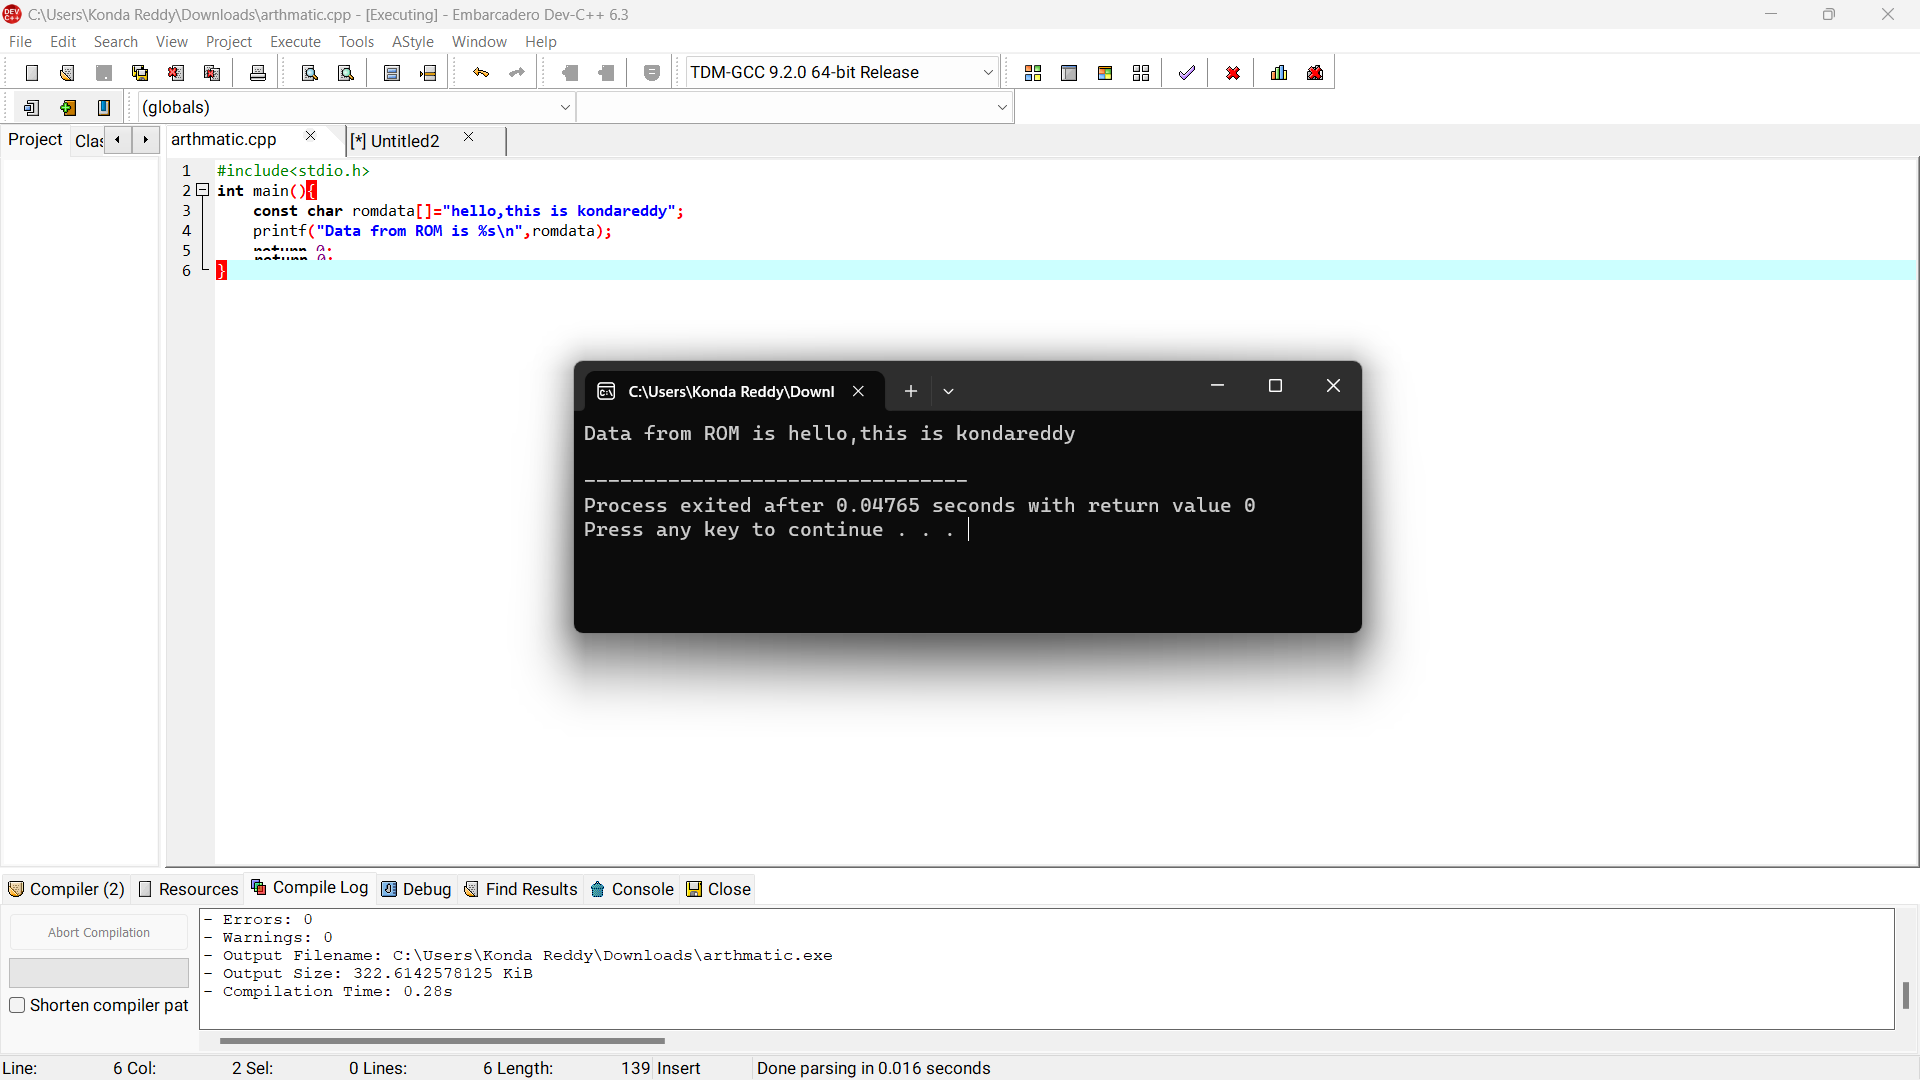 C:\Users\Konda Reddy\Downloads\arthmatic.cpp - [Executing] - Embarcadero Dev-C++ 6.3
File Edit Search View Project Execute Tools AStyle Window Help
TDM-GCC 9.2.0 64-bit Release
(globals)
Project Clas arthmatic.cpp [*] Untitled2
1 #include<stdio.h>
2 int main(){
3 const char romdata[]="hello,this is kondareddy";
4 printf("Data from ROM is %s\n",romdata);
5 return 0;
6 }
C:\Users\Konda Reddy\Downl
Data from ROM is hello,this is kondareddy
--------------------------------
Process exited after 0.04765 seconds with return value 0
Press any key to continue . . .
Compiler (2) Resources Compile Log Debug Find Results Console Close
Abort Compilation
Shorten compiler pat
- Errors: 0
- Warnings: 0
- Output Filename: C:\Users\Konda Reddy\Downloads\arthmatic.exe
- Output Size: 322.6142578125 KiB
- Compilation Time: 0.28s
Line: 6 Col: 2 Sel: 0 Lines: 6 Length: 139 Insert Done parsing in 0.016 seconds